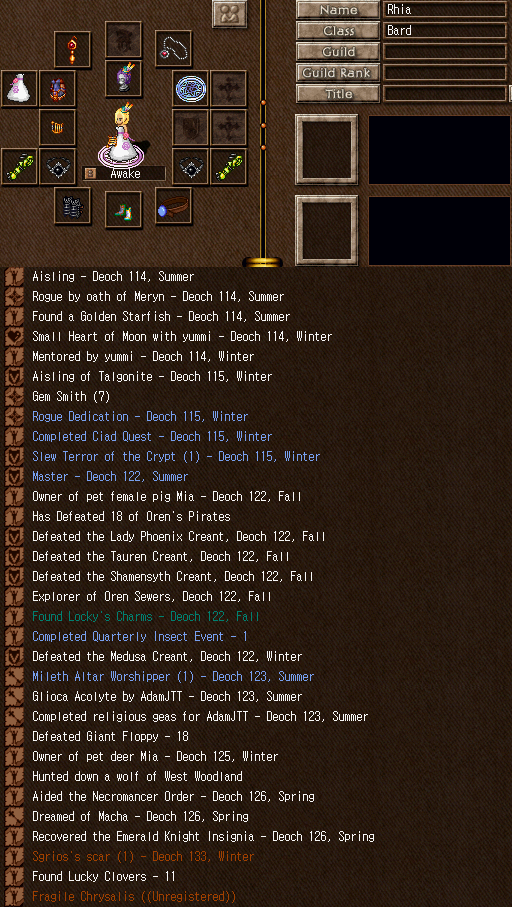 Name
Rhia
Class
Bard
Guild
Guild Rank
Title
Awake
Aisling - Deoch 114, Summer
Rogue by oath of Meryn - Deoch 114, Summer
Found a Golden Starfish - Deoch 114, Summer
Small Heart of Moon with yummi - Deoch 114, Winter
Mentored by yummi - Deoch 114, Winter
Aisling of Talgonite - Deoch 115, Winter
Gem Smith (7)
Rogue Dedication - Deoch 115, Winter
Completed Ciad Quest - Deoch 115, Winter
Slew Terror of the Crypt (1) - Deoch 115, Winter
Master - Deoch 122, Summer
Owner of pet female pig Mia - Deoch 122, Fall
Has Defeated 18 of Oren's Pirates
Defeated the Lady Phoenix Creant, Deoch 122, Fall
Defeated the Tauren Creant, Deoch 122, Fall
Defeated the Shamensyth Creant, Deoch 122, Fall
Explorer of Oren Sewers, Deoch 122, Fall
Found Locky's Charms - Deoch 122, Fall
Completed Quarterly Insect Event - 1
Defeated the Medusa Creant, Deoch 122, Winter
Mileth Altar Worshipper (1) - Deoch 123, Summer
Glioca Acolyte by AdamJTT - Deoch 123, Summer
Completed religious geas for AdamJTT - Deoch 123, Summer
Defeated Giant Floppy - 18
Owner of pet deer Mia - Deoch 125, Winter
Hunted down a wolf of West Woodland
Aided the Necromancer Order - Deoch 126, Spring
Dreamed of Macha - Deoch 126, Spring
Recovered the Emerald Knight Insignia - Deoch 126, Spring
Sgrios's scar (1) - Deoch 133, Winter
Found Lucky Clovers - 11
Fragile Chrysalis ((Unregistered))